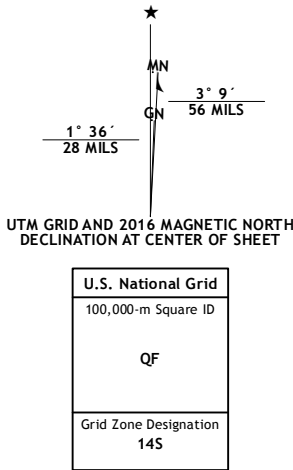 MN
3° 9´
56 MILS
GN
1° 36´
28 MILS
UTM GRID AND 2016 MAGNETIC NORTH
DECLINATION AT CENTER OF SHEET
U.S. National Grid
100,000-m Square ID
QF
Grid Zone Designation
14S